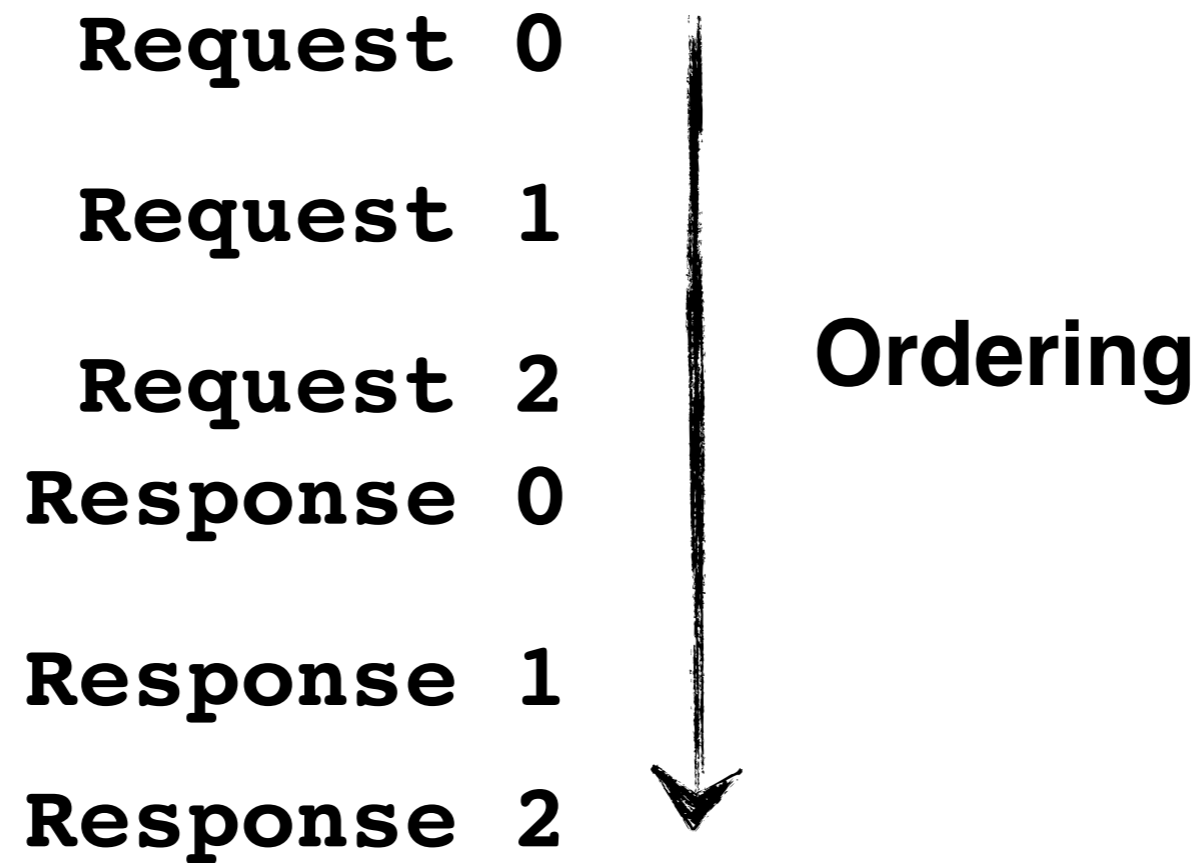 Request 0
Request 1
Request 2
Response 0
Response 1
Response 2
Ordering